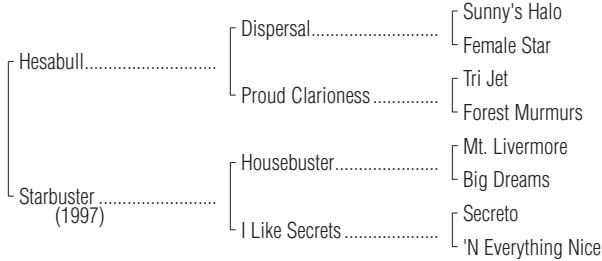 Sunny's Halo
Dispersal
Female Star
Hesabull
Tri Jet
Proud Clarioness
Forest Murmurs
Mt. Livermore
Housebuster
Big Dreams
Starbuster
(1997)
Secreto
I Like Secrets
'N Everything Nice